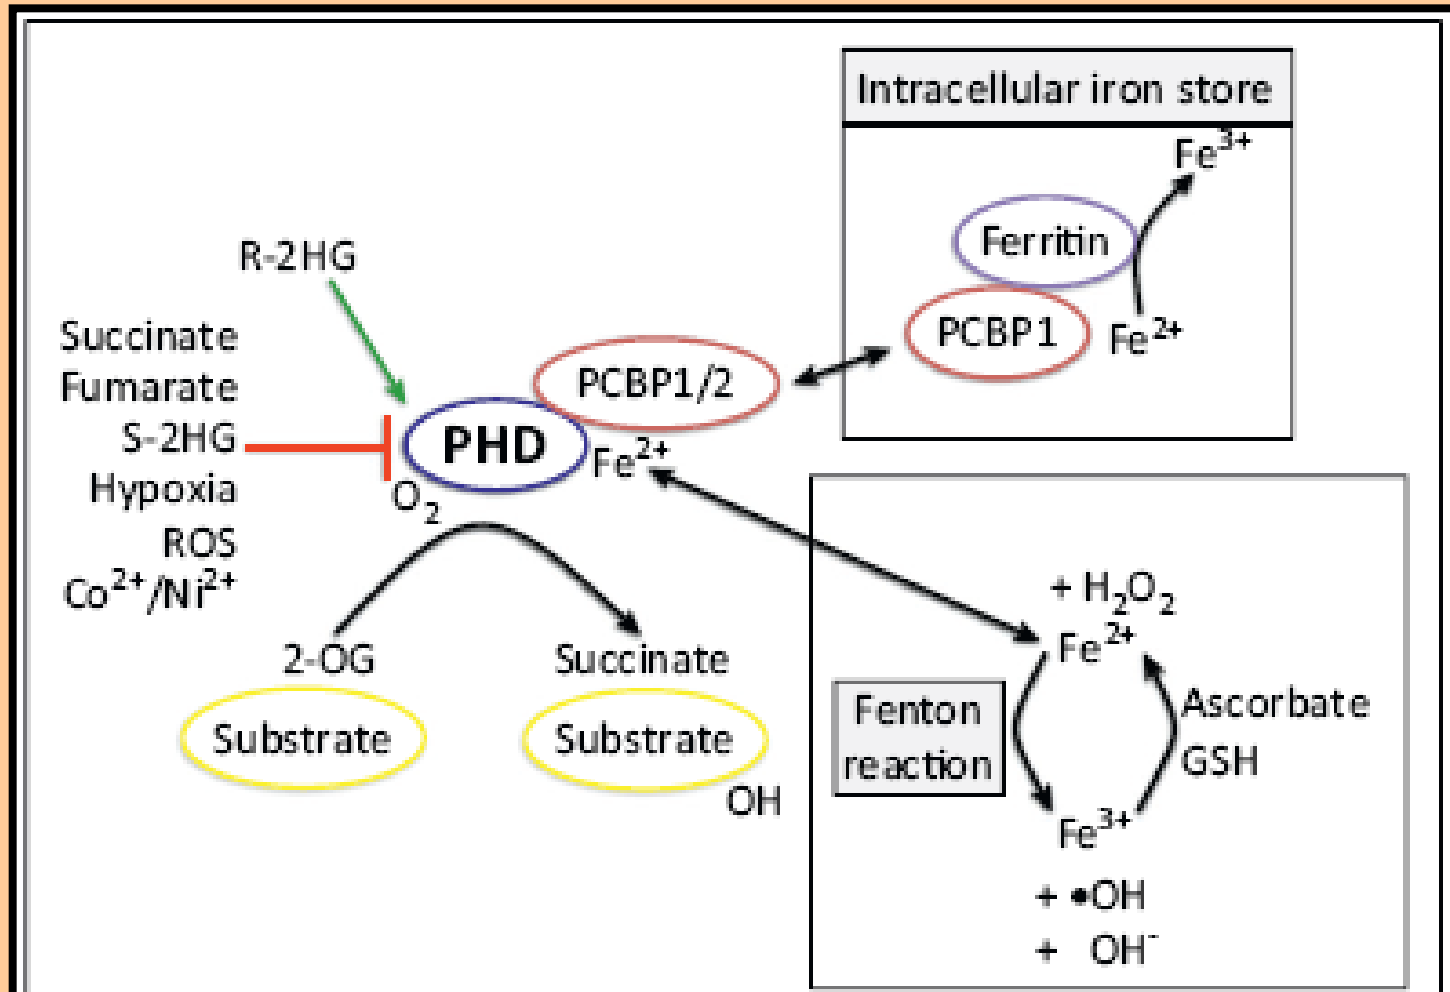 Intracellular iron store
Fe³⁺
Ferritin
PCBP1
Fe²⁺
R-2HG
Succinate
Fumarate
S-2HG
Hypoxia
ROS
Co²⁺/Ni²⁺
PCBP1/2
PHD
Fe²⁺
O₂
2-OG
Succinate
Substrate
Substrate
OH
+ H₂O₂
Fe²⁺
Fenton
reaction
Ascorbate
GSH
Fe³⁺
+ •OH
+ OH⁻